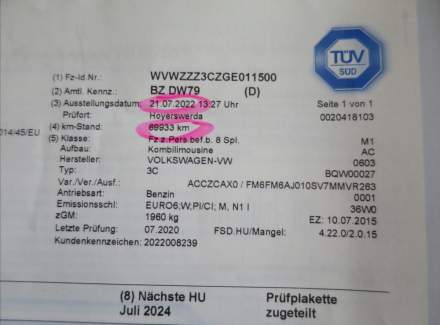 TÜV
SÜD
(1) Fz-Id Nr.: WVWZZZ3CZGE011500
(2) Amtl. Kennz.: BZ DW79 (D)
(3) Ausstellungsdatum: 21.07.2022 13:27 Uhr Seite 1 von 1
Prüfort: Hoyerswerda 0020418103
014/45/EU (4) km-Stand: 69933 km
(5) Klasse: Fz.z.Pers.bef.b. 8 Spl. M1
Aufbau: Kombilimousine AC
Hersteller: VOLKSWAGEN-VW 0603
Typ: 3C BQW00027
Var./Ver./Ausf.: ACCZCAX0 / FM6FM6AJ010SV7MMVR263
Antriebsart: Benzin 0001
Emissionsschl.: EURO6;W;PI/CI; M, N1 I 36W0
zGM: 1960 kg EZ: 10.07.2015
Letzte Prüfung: 07.2020 FSD.HU/Mangel: 4.22.0/2.0.15
Kundenkennzeichen: 2022008239
(8) Nächste HU Prüfplakette
Juli 2024 zugeteilt